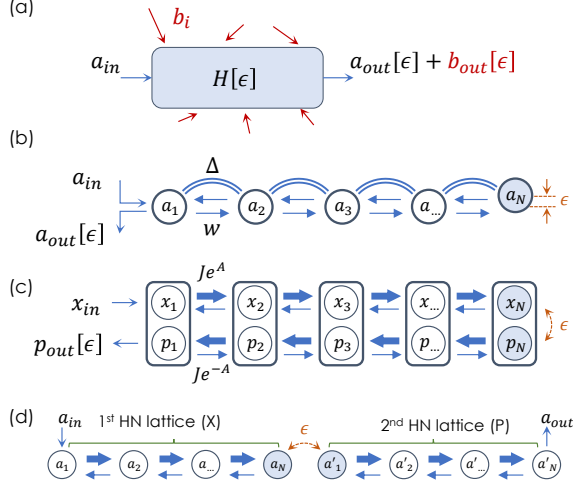 (a)
b_i
a_in
H[ϵ]
a_out[ϵ] + b_out[ϵ]
(b)
a_in
Δ
a_1 a_2 a_3 a_... a_N
ϵ
w
a_out[ϵ]
(c)
Je^A
x_in
x_1 x_2 x_3 x_... x_N
ϵ
p_out[ϵ]
p_1 p_2 p_3 p_... p_N
Je^-A
(d)
a_in
1st HN lattice (X)
ϵ
2nd HN lattice (P)
a_out
a_1 a_2 a_... a_N a'_1 a'_2 a'_... a'_N